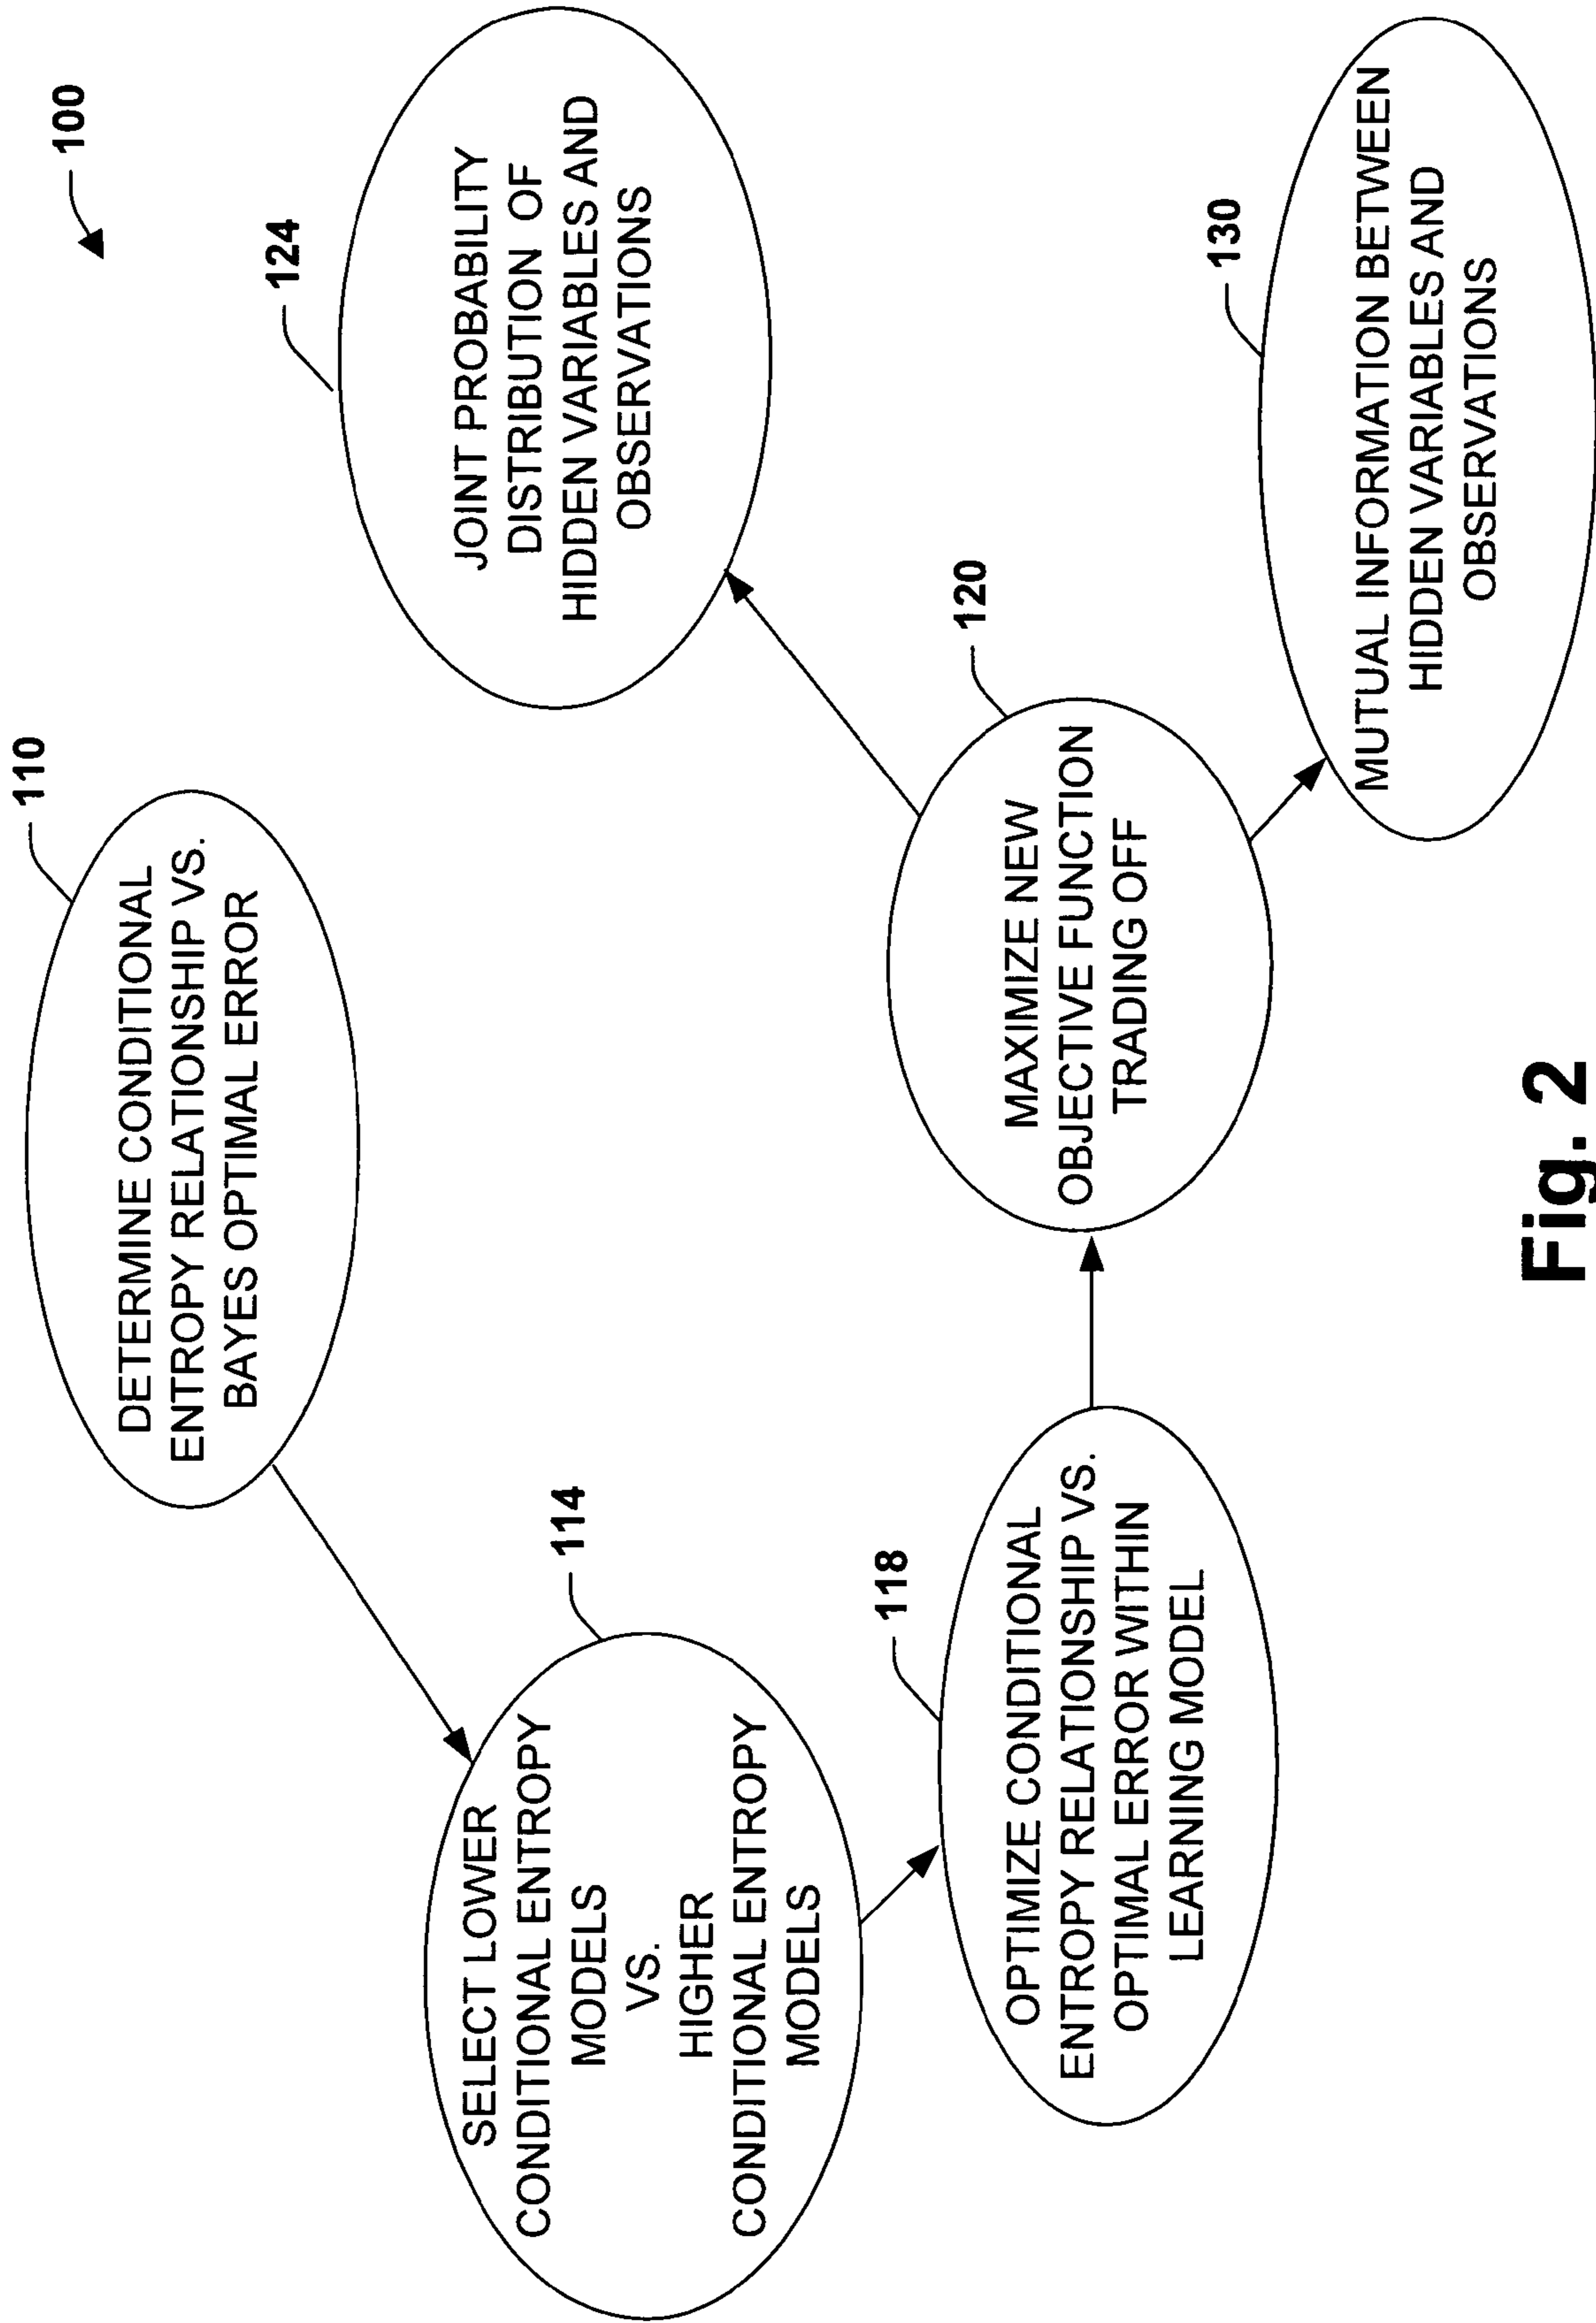 100
110
DETERMINE CONDITIONAL
ENTROPY RELATIONSHIP VS.
BAYES OPTIMAL ERROR
114
SELECT LOWER
CONDITIONAL ENTROPY
MODELS
VS.
HIGHER
CONDITIONAL ENTROPY
MODELS
118
OPTIMIZE CONDITIONAL
ENTROPY RELATIONSHIP VS.
OPTIMAL ERROR WITHIN
LEARNING MODEL
120
MAXIMIZE NEW
OBJECTIVE FUNCTION
TRADING OFF
124
JOINT PROBABILITY
DISTRIBUTION OF
HIDDEN VARIABLES AND
OBSERVATIONS
130
MUTUAL INFORMATION BETWEEN
HIDDEN VARIABLES AND
OBSERVATIONS
Fig. 2